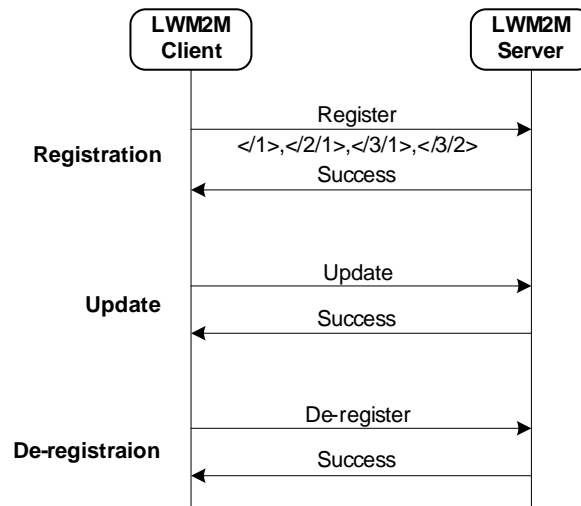 LWM2M
Client
LWM2M
Server
Register
</1>,</2/1>,</3/1>,</3/2>
Registration
Success
Update
Update
Success
De-register
De-registraion
Success